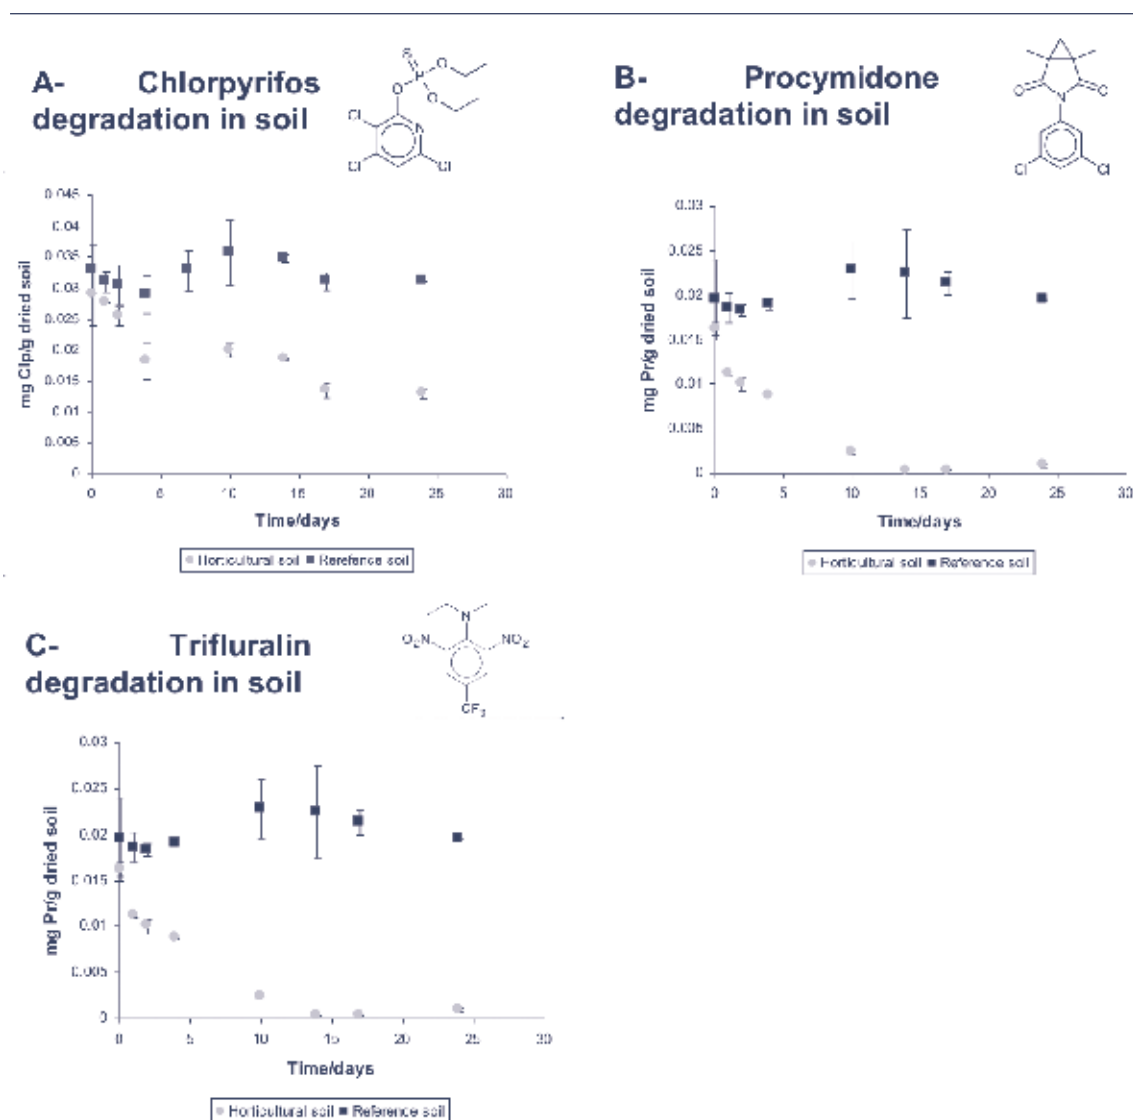 A- Chlorpyrifos
degradation in soil
S
O
P
O
O
Cl
N
Cl
Cl
0.045
0.04
0.035
0.03
0.025
0.02
0.015
0.01
0.005
0
mg Clp/g dried soil
0 5 10 15 20 25 30
Time/days
Horticultural soil Rerefence soil
B- Procymidone
degradation in soil
O
N
O
Cl
Cl
0.03
0.025
0.02
0.015
0.01
0.005
0
mg Pr/g dried soil
0 5 10 15 20 25 30
Time/days
Horticultural soil Reference soil
C- Trifluralin
degradation in soil
N
O₂N
NO₂
CF₃
0.03
0.025
0.02
0.015
0.01
0.005
0
mg Pr/g dried soil
0 5 10 15 20 25 30
Time/days
Horticultural soil Reference soil